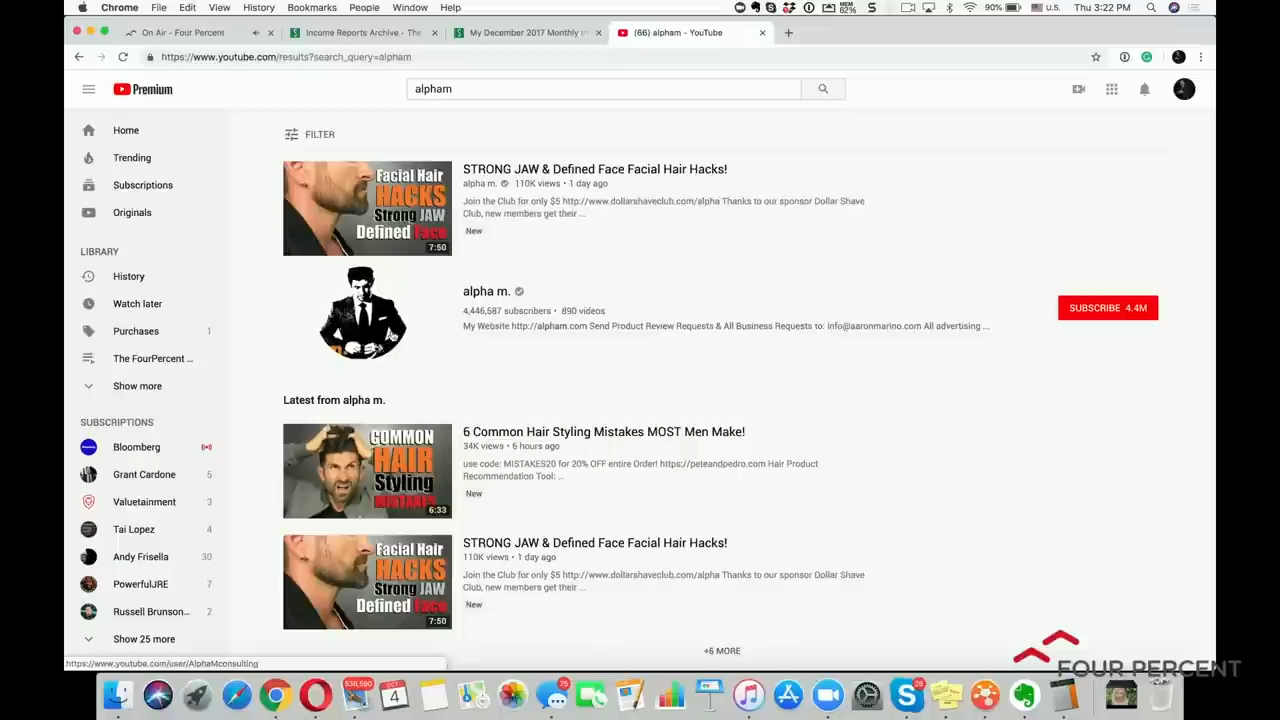 Chrome File Edit View History Bookmarks People Window Help MEM 62% 90% U.S. Thu 3:22 PM
On Air - Four Percent
Income Reports Archive - The
My December 2017 Monthly In
(66) alpham - YouTube
https://www.youtube.com/results?search_query=alpham
Premium
alpham
Home
Trending
Subscriptions
Originals
LIBRARY
History
Watch later
Purchases 1
The FourPercent ...
Show more
SUBSCRIPTIONS
Bloomberg
Grant Cardone 5
Valuetainment 3
Tai Lopez 4
Andy Frisella 30
PowerfulJRE 7
Russell Brunson... 2
Show 25 more
FILTER
Facial Hair
HACKS
Strong JAW
Defined Face
7:50
STRONG JAW & Defined Face Facial Hair Hacks!
alpha m. 110K views • 1 day ago
Join the Club for only $5 http://www.dollarshaveclub.com/alpha Thanks to our sponsor Dollar Shave
Club, new members get their ...
New
alpha m.
4,446,587 subscribers • 890 videos
My Website http://alpham.com Send Product Review Requests & All Business Requests to: info@aaronmarino.com All advertising ...
SUBSCRIBE 4.4M
Latest from alpha m.
COMMON
HAIR
Styling
MISTAKES
6:33
6 Common Hair Styling Mistakes MOST Men Make!
34K views • 6 hours ago
use code: MISTAKES20 for 20% OFF entire Order! https://peteandpedro.com Hair Product
Recommendation Tool: ...
New
Facial Hair
HACKS
Strong JAW
Defined Face
7:50
STRONG JAW & Defined Face Facial Hair Hacks!
110K views • 1 day ago
Join the Club for only $5 http://www.dollarshaveclub.com/alpha Thanks to our sponsor Dollar Shave
Club, new members get their ...
New
+6 MORE
https://www.youtube.com/user/AlphaMconsulting
FOUR PERCENT
538,590
OCT
4
75